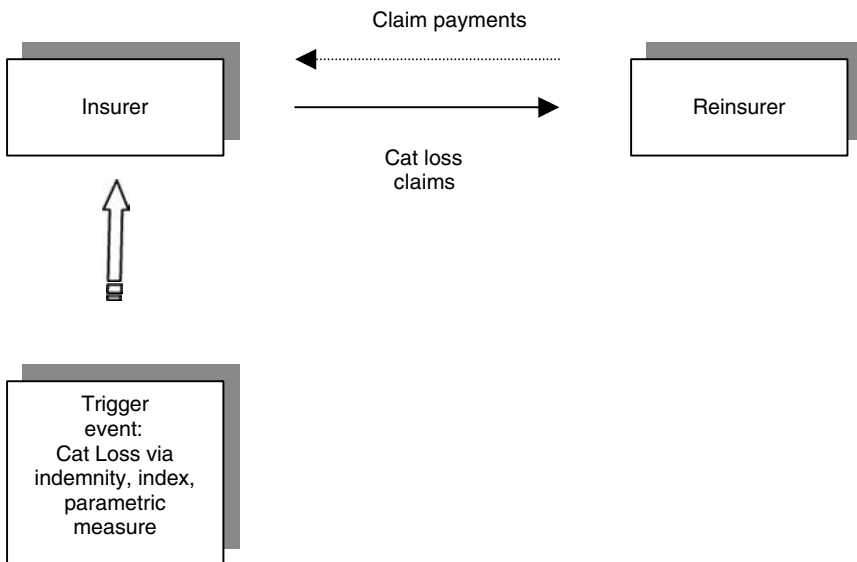 Claim payments
Insurer
Reinsurer
Cat loss
claims
Trigger
event:
Cat Loss via
indemnity, index,
parametric
measure